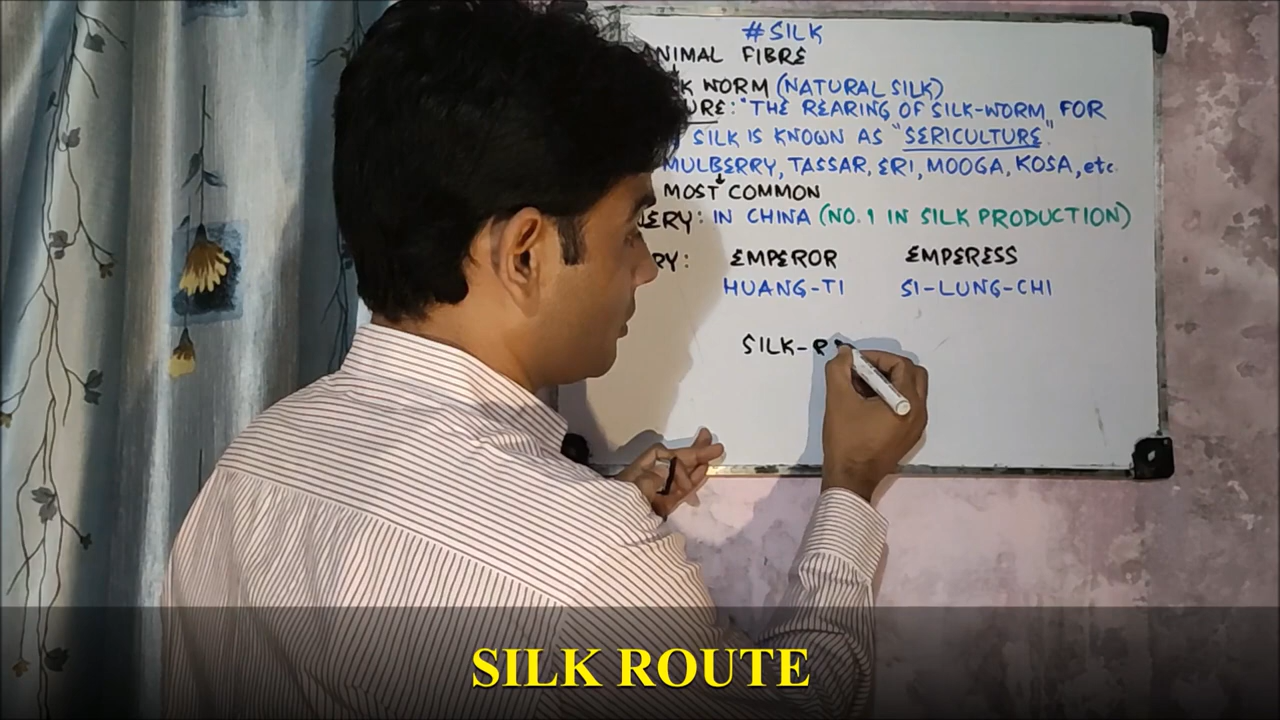 #SILK
ANIMAL FIBRE
WORM (NATURAL SILK)
: "THE REARING OF SILK-WORM FOR
SILK IS KNOWN AS "SERICULTURE".
MULBERRY, TASSAR, ERI, MOOGA, KOSA, etc.
MOST COMMON
: IN CHINA (NO.1 IN SILK PRODUCTION)
: EMPEROR EMPERESS
HUANG-TI SI-LUNG-CHI
SILK-R
SILK ROUTE